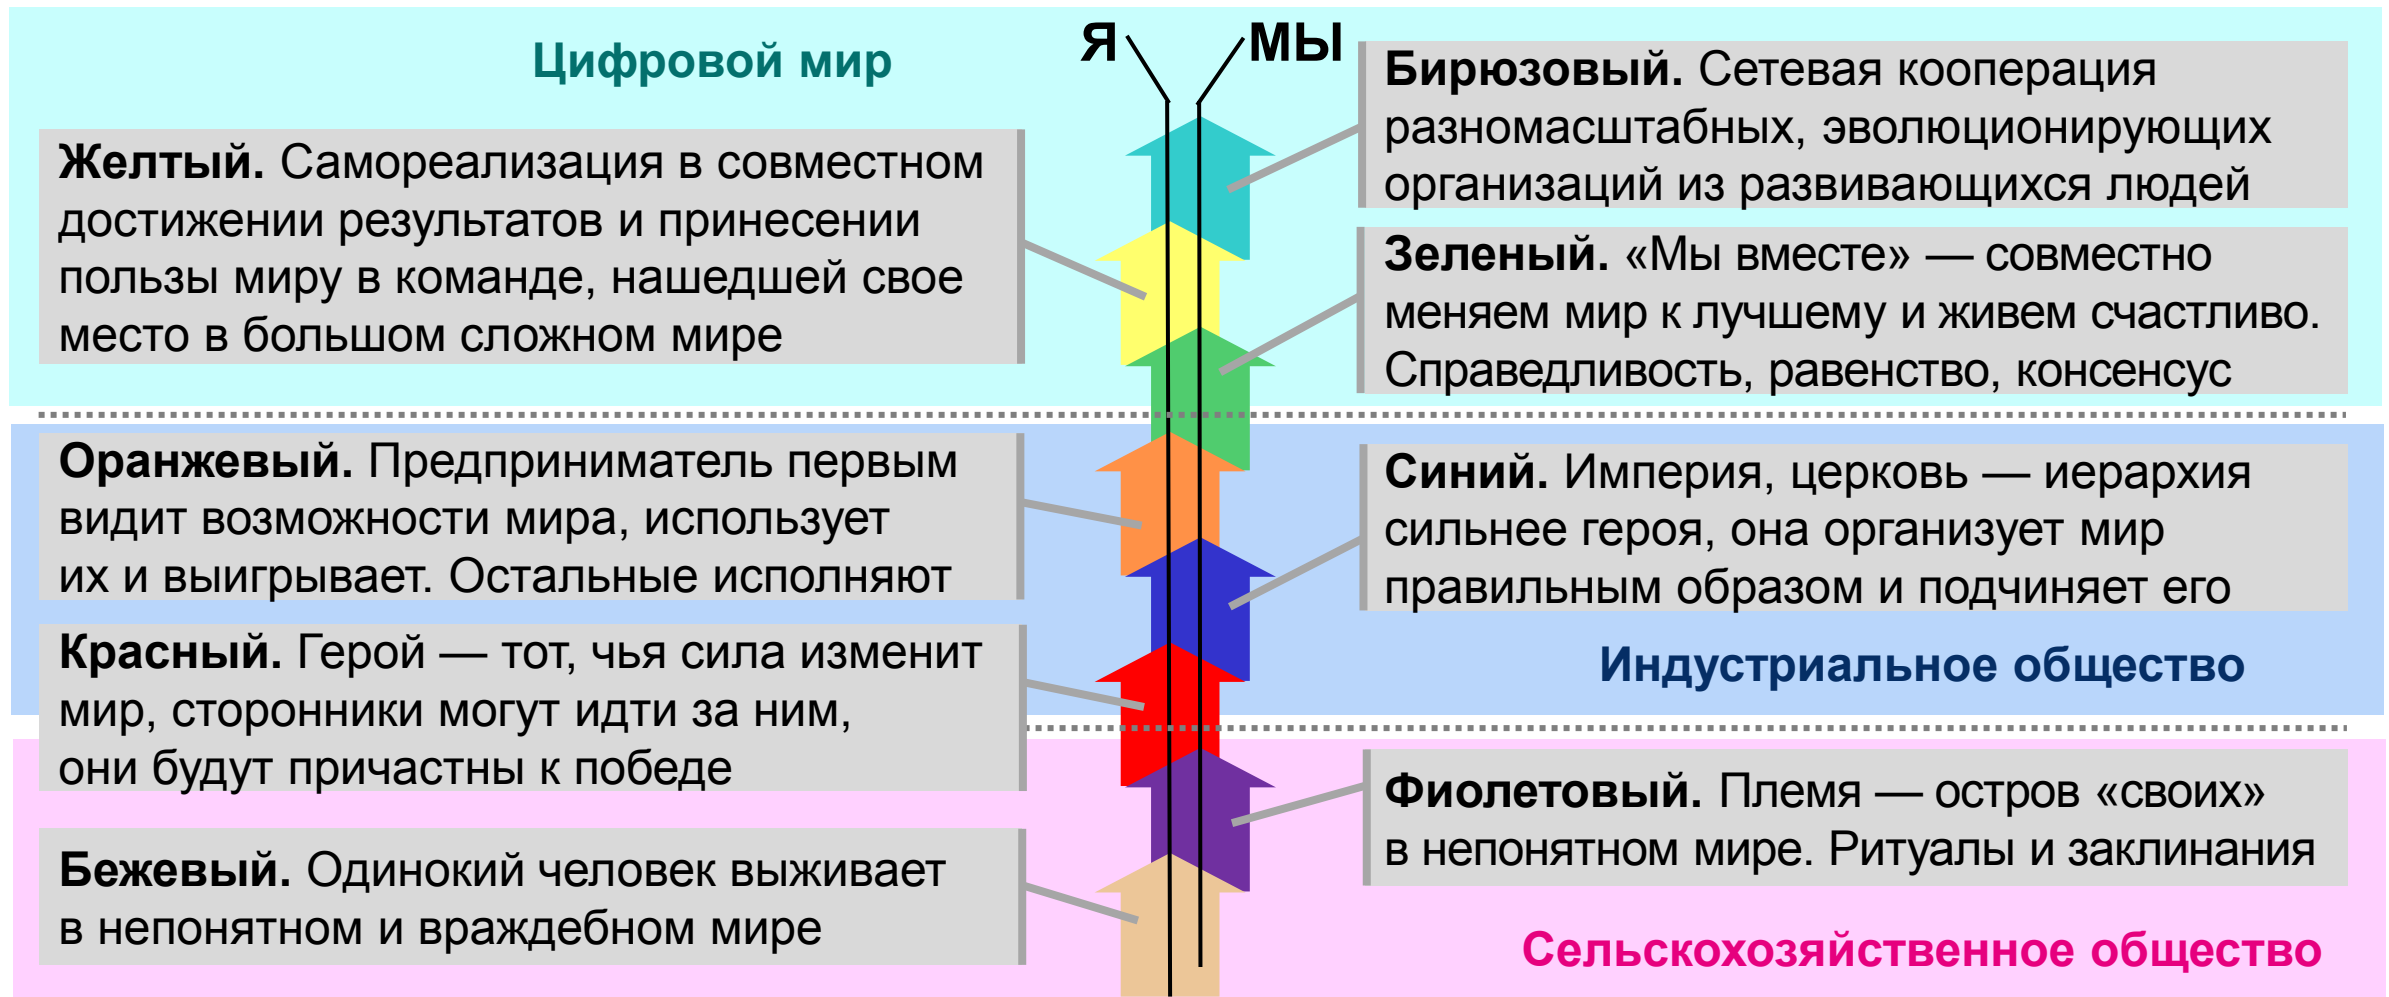 Цифровой мир
Я
МЫ
Бирюзовый. Сетевая кооперация
разномасштабных, эволюционирующих
организаций из развивающихся людей
Желтый. Самореализация в совместном
достижении результатов и принесении
пользы миру в команде, нашедшей свое
место в большом сложном мире
Зеленый. «Мы вместе» — совместно
меняем мир к лучшему и живем счастливо.
Справедливость, равенство, консенсус
Оранжевый. Предприниматель первым
видит возможности мира, использует
их и выигрывает. Остальные исполняют
Синий. Империя, церковь — иерархия
сильнее героя, она организует мир
правильным образом и подчиняет его
Красный. Герой — тот, чья сила изменит
мир, сторонники могут идти за ним,
они будут причастны к победе
Индустриальное общество
Фиолетовый. Племя — остров «своих»
в непонятном мире. Ритуалы и заклинания
Бежевый. Одинокий человек выживает
в непонятном и враждебном мире
Сельскохозяйственное общество